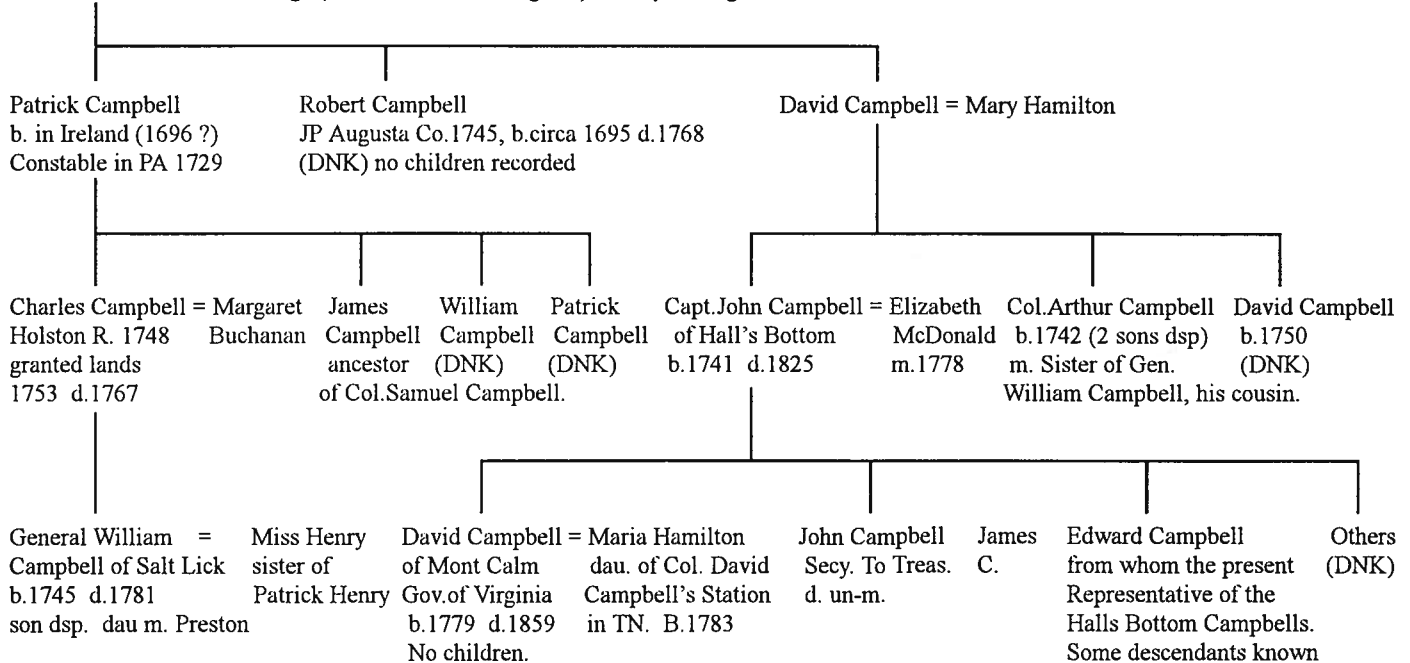 Patrick Campbell
b. in Ireland (1696 ?)
Constable in PA 1729
Robert Campbell
JP Augusta Co.1745, b.circa 1695 d.1768
(DNK) no children recorded
David Campbell = Mary Hamilton
Charles Campbell = Margaret
Holston R. 1748 Buchanan
granted lands
1753 d.1767
James
Campbell
ancestor
of Col.Samuel Campbell.
William
Campbell
(DNK)
Patrick
Campbell
(DNK)
Capt.John Campbell = Elizabeth
of Hall's Bottom McDonald
b.1741 d.1825 m.1778
Col.Arthur Campbell
b.1742 (2 sons dsp)
m. Sister of Gen.
William Campbell, his cousin.
David Campbell
b.1750
(DNK)
General William =
Campbell of Salt Lick
b.1745 d.1781
son dsp. dau m. Preston
Miss Henry
sister of
Patrick Henry
David Campbell = Maria Hamilton
of Mont Calm dau. of Col. David
Gov.of Virginia Campbell's Station
b.1779 d.1859 in TN. B.1783
No children.
John Campbell
Secy. To Treas.
d. un-m.
James
C.
Edward Campbell
from whom the present
Representative of the
Halls Bottom Campbells.
Some descendants known
Others
(DNK)